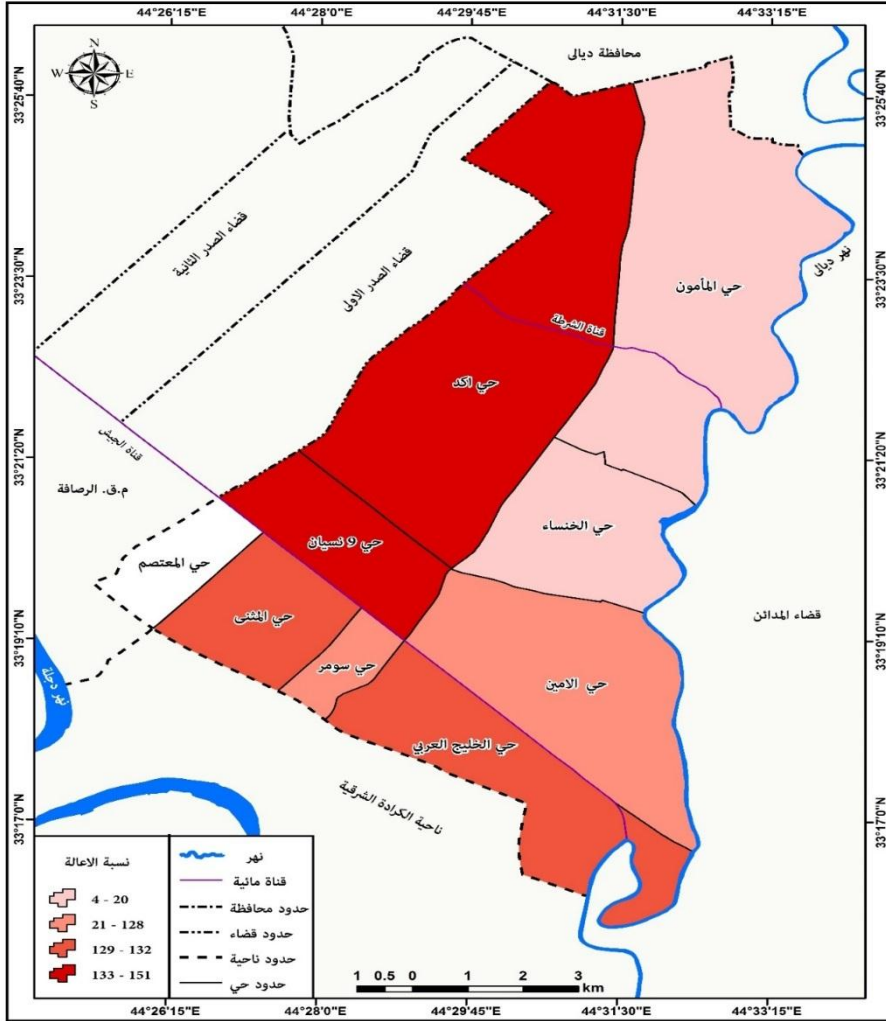 44°26'15"E 44°28'0"E 44°29'45"E 44°31'30"E 44°33'15"E
N
W E
S
محافظة ديالى
33°25'40"N 33°25'40"N
قضاء الصدر الثانية
قضاء الصدر الاولى
نهر ديالى
33°23'30"N 33°23'30"N
حي المأمون
قناة الشرطة
حي اكد
قناة الجيش
33°21'20"N 33°21'20"N
م.ق. الرصافة
حي الخنساء
حي 9 نسيان
حي المعتصم
حي المثنى
قضاء المدائن
33°19'10"N 33°19'10"N
حي سومر
حي الامين
نهر دجلة
حي الخليج العربي
ناحية الكرادة الشرقية
33°17'0"N 33°17'0"N
نسبة الاعالة
4 - 20
21 - 128
129 - 132
133 - 151
نهر
قناة مائية
حدود محافظة
حدود قضاء
حدود ناحية
حدود حي
1 0.5 0 1 2 3
km
44°26'15"E 44°28'0"E 44°29'45"E 44°31'30"E 44°33'15"E